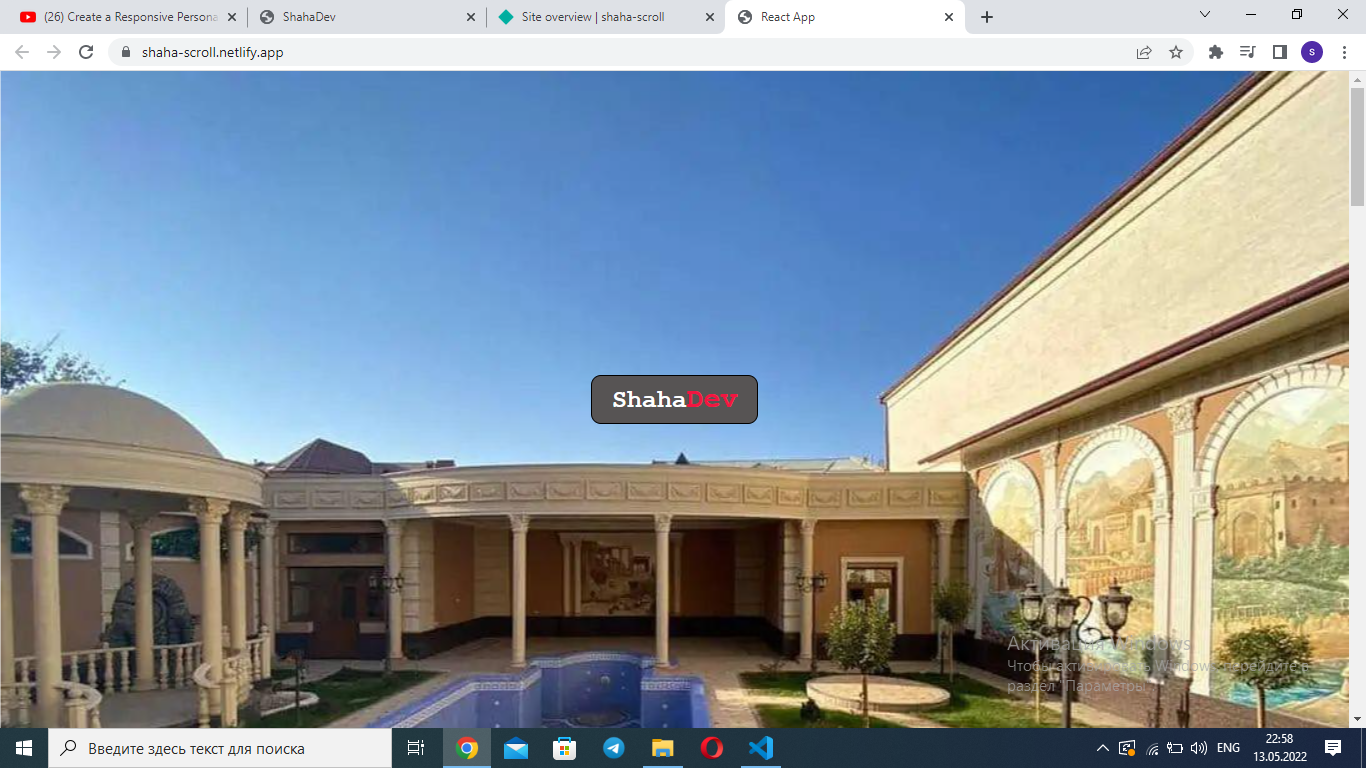 (26) Create a Responsive Persona
ShahaDev
Site overview | shaha-scroll
React App
shaha-scroll.netlify.app
S
ShahaDev
Активация Windows
Чтобы активировать Windows, перейдите в
раздел "Параметры".
Введите здесь текст для поиска
ENG
22:58
13.05.2022